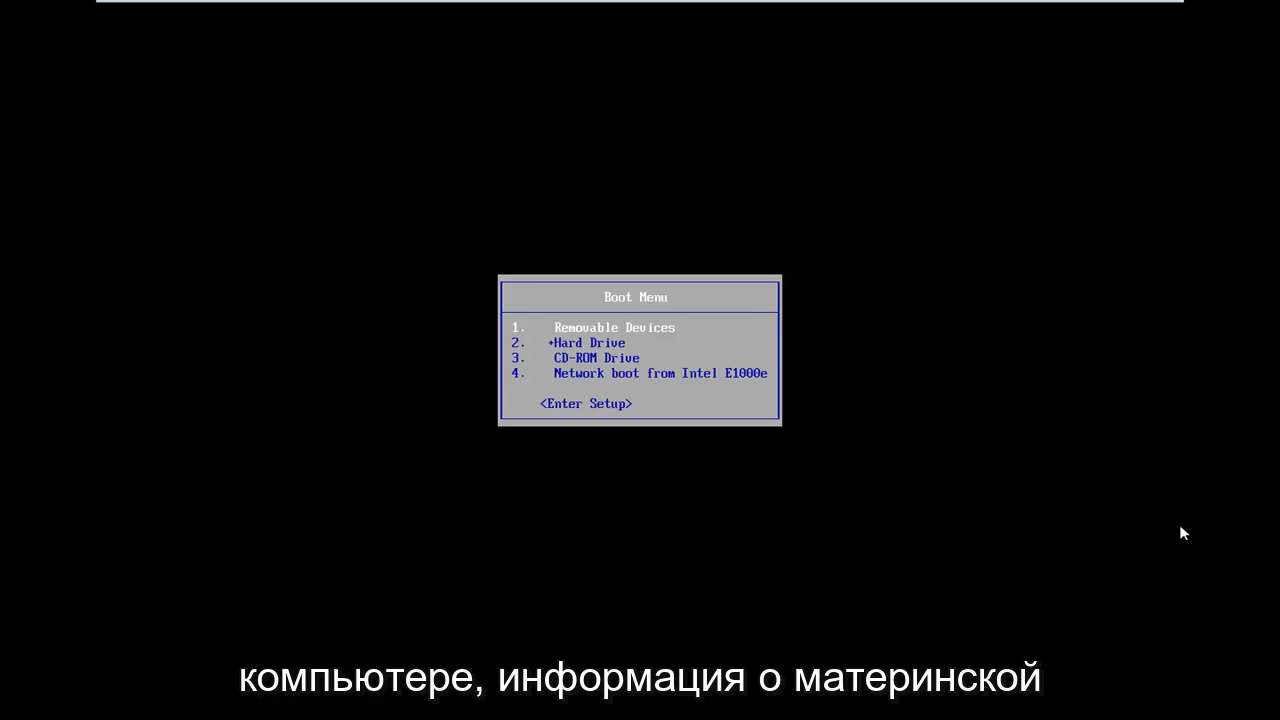 Boot Menu
1. Removable Devices
2. +Hard Drive
3. CD-ROM Drive
4. Network boot from Intel E1000e
<Enter Setup>
компьютере, информация о материнской